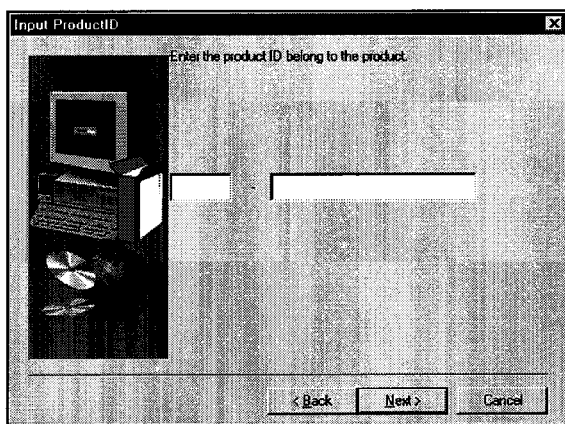 Input ProductID
Enter the product ID belong to the product.
-
< Back
Next >
Cancel